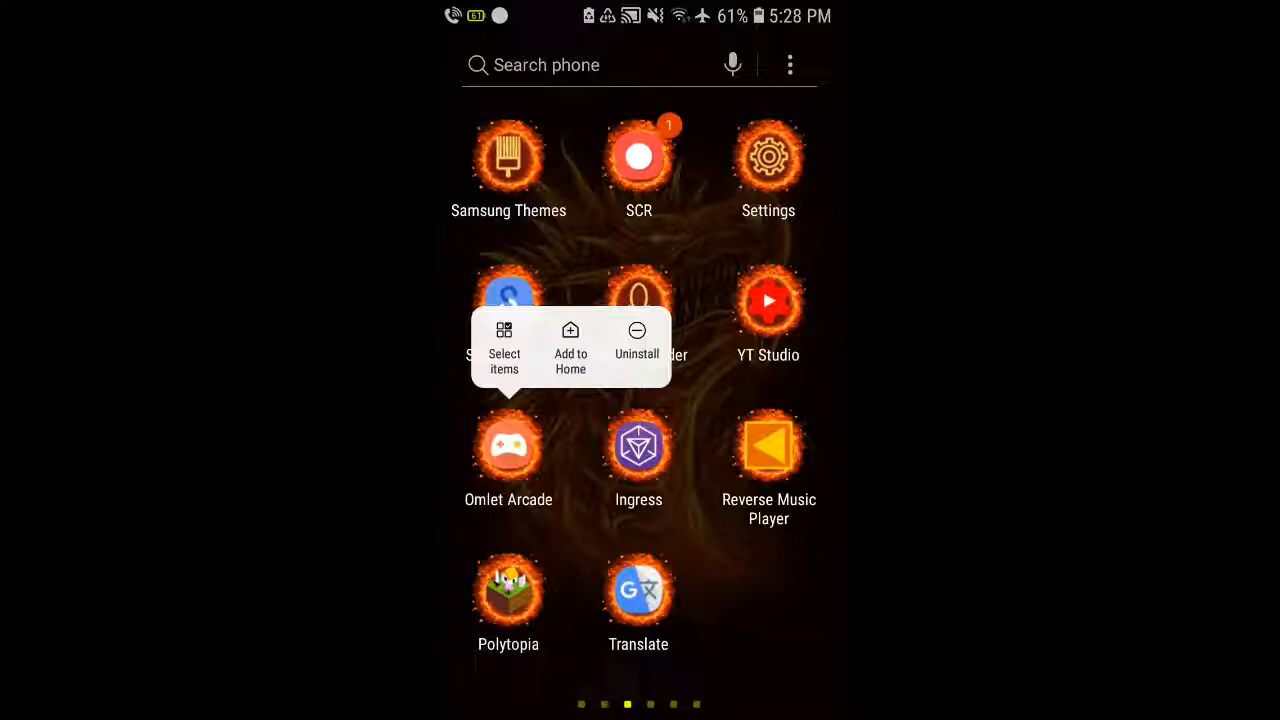 61% 5:28 PM
Search phone
1
Samsung Themes SCR Settings
Select items Add to Home Uninstall
YT Studio
Omlet Arcade Ingress Reverse Music Player
Polytopia Translate